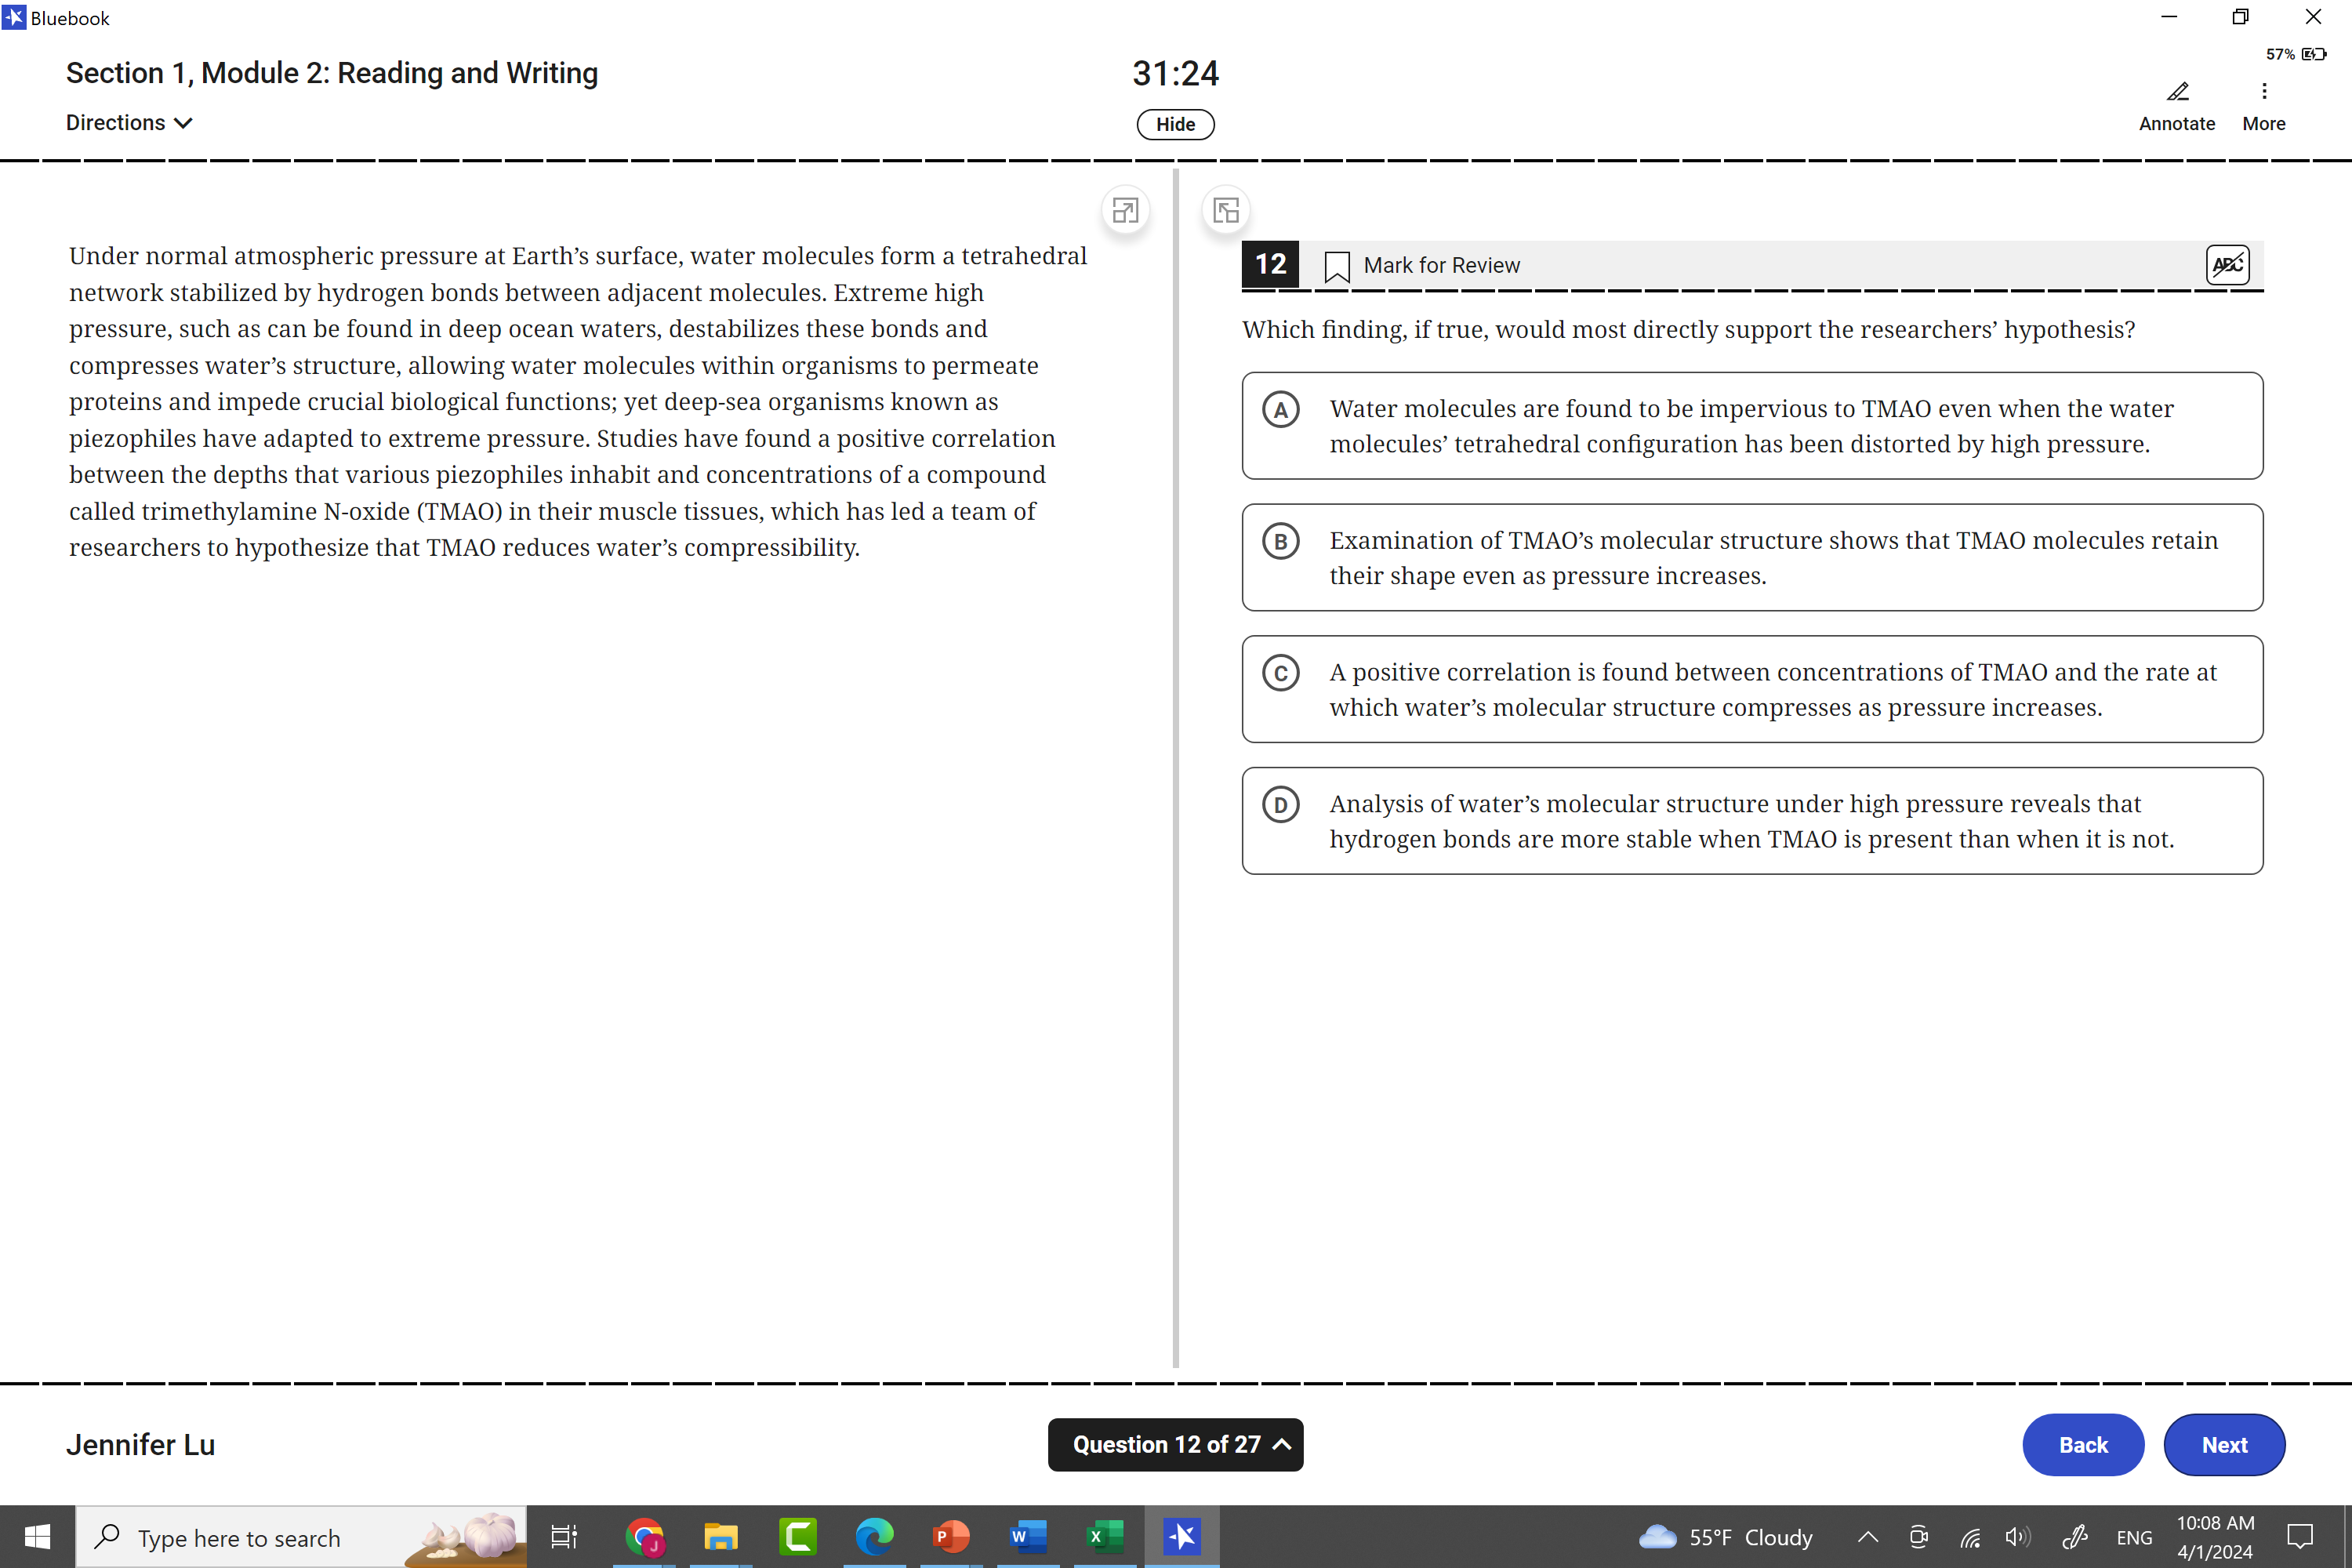 Bluebook
57%
Section 1, Module 2: Reading and Writing
31:24
Directions
Hide
Annotate
More
Under normal atmospheric pressure at Earth’s surface, water molecules form a tetrahedral
network stabilized by hydrogen bonds between adjacent molecules. Extreme high
pressure, such as can be found in deep ocean waters, destabilizes these bonds and
compresses water’s structure, allowing water molecules within organisms to permeate
proteins and impede crucial biological functions; yet deep-sea organisms known as
piezophiles have adapted to extreme pressure. Studies have found a positive correlation
between the depths that various piezophiles inhabit and concentrations of a compound
called trimethylamine N-oxide (TMAO) in their muscle tissues, which has led a team of
researchers to hypothesize that TMAO reduces water’s compressibility.
12
Mark for Review
ABC
Which finding, if true, would most directly support the researchers’ hypothesis?
A
Water molecules are found to be impervious to TMAO even when the water
molecules’ tetrahedral configuration has been distorted by high pressure.
B
Examination of TMAO’s molecular structure shows that TMAO molecules retain
their shape even as pressure increases.
C
A positive correlation is found between concentrations of TMAO and the rate at
which water’s molecular structure compresses as pressure increases.
D
Analysis of water’s molecular structure under high pressure reveals that
hydrogen bonds are more stable when TMAO is present than when it is not.
Jennifer Lu
Question 12 of 27
Back
Next
Type here to search
J
P
W
X
55°F Cloudy
ENG
10:08 AM
4/1/2024